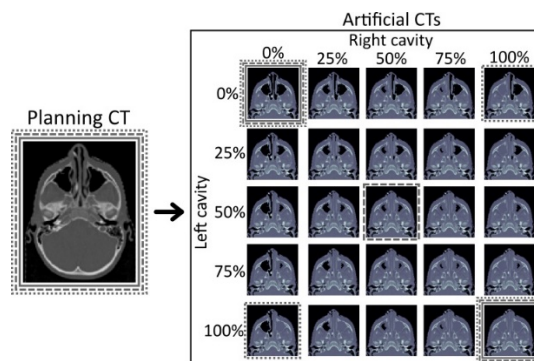 Artificial CTs
Right cavity
0% 25% 50% 75% 100%
Planning CT
Left cavity
0%
25%
50%
75%
100%